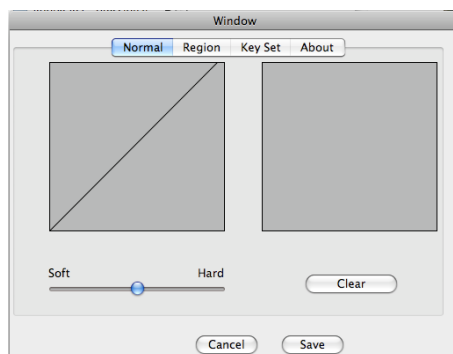 Window
Normal Region Key Set About
Soft Hard
Clear
Cancel Save